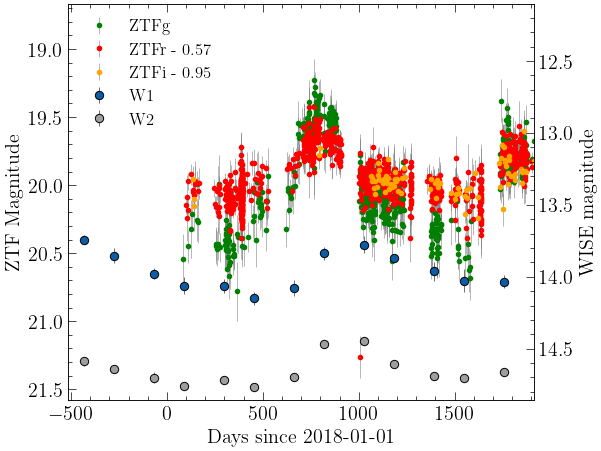 ZTFg
ZTFr - 0.57
ZTFi - 0.95
W1
W2
19.0
19.5
20.0
20.5
21.0
21.5
ZTF Magnitude
12.5
13.0
13.5
14.0
14.5
WISE magnitude
−500 0 500 1000 1500
Days since 2018-01-01